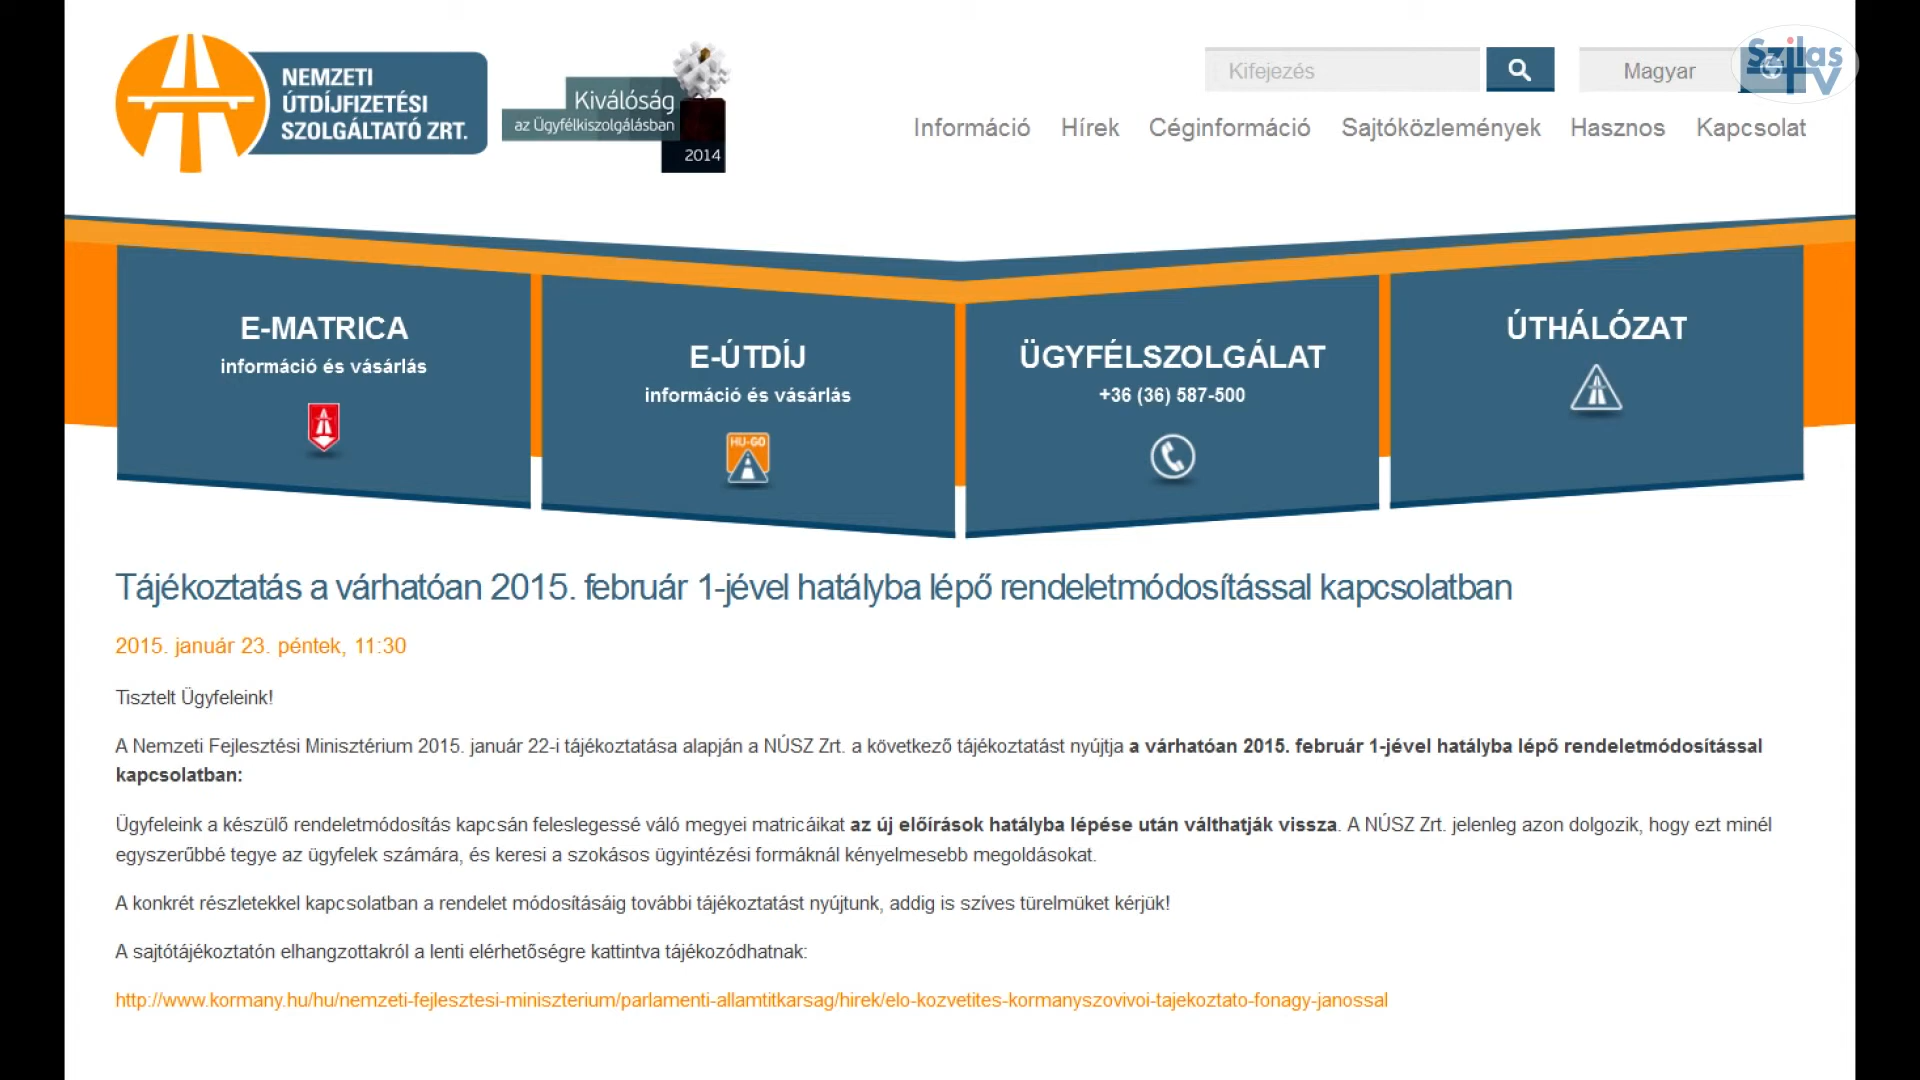 NEMZETI
ÚTDÍJFIZETÉSI
SZOLGÁLTATÓ ZRT.
Kiválóság
az Ügyfélkiszolgálásban
2014
Kifejezés
Magyar
Szilas
TV
Információ Hírek Céginformáció Sajtóközlemények Hasznos Kapcsolat
E-MATRICA
információ és vásárlás
E-ÚTDÍJ
információ és vásárlás
HU-GO
ÜGYFÉLSZOLGÁLAT
+36 (36) 587-500
ÚTHÁLÓZAT
Tájékoztatás a várhatóan 2015. február 1-jével hatályba lépő rendeletmódosítással kapcsolatban
2015. január 23. péntek, 11:30
Tisztelt Ügyfeleink!
A Nemzeti Fejlesztési Minisztérium 2015. január 22-i tájékoztatása alapján a NÚSZ Zrt. a következő tájékoztatást nyújtja a várhatóan 2015. február 1-jével hatályba lépő rendeletmódosítással
kapcsolatban:
Ügyfeleink a készülő rendeletmódosítás kapcsán feleslegessé váló megyei matricáikat az új előírások hatályba lépése után válthatják vissza. A NÚSZ Zrt. jelenleg azon dolgozik, hogy ezt minél
egyszerűbbé tegye az ügyfelek számára, és keresi a szokásos ügyintézési formáknál kényelmesebb megoldásokat.
A konkrét részletekkel kapcsolatban a rendelet módosításáig további tájékoztatást nyújtunk, addig is szíves türelmüket kérjük!
A sajtótájékoztatón elhangzottakról a lenti elérhetőségre kattintva tájékozódhatnak:
http://www.kormany.hu/hu/nemzeti-fejlesztesi-miniszterium/parlamenti-allamtitkarsag/hirek/elo-kozvetites-kormanyszovivoi-tajekoztato-fonagy-janossal